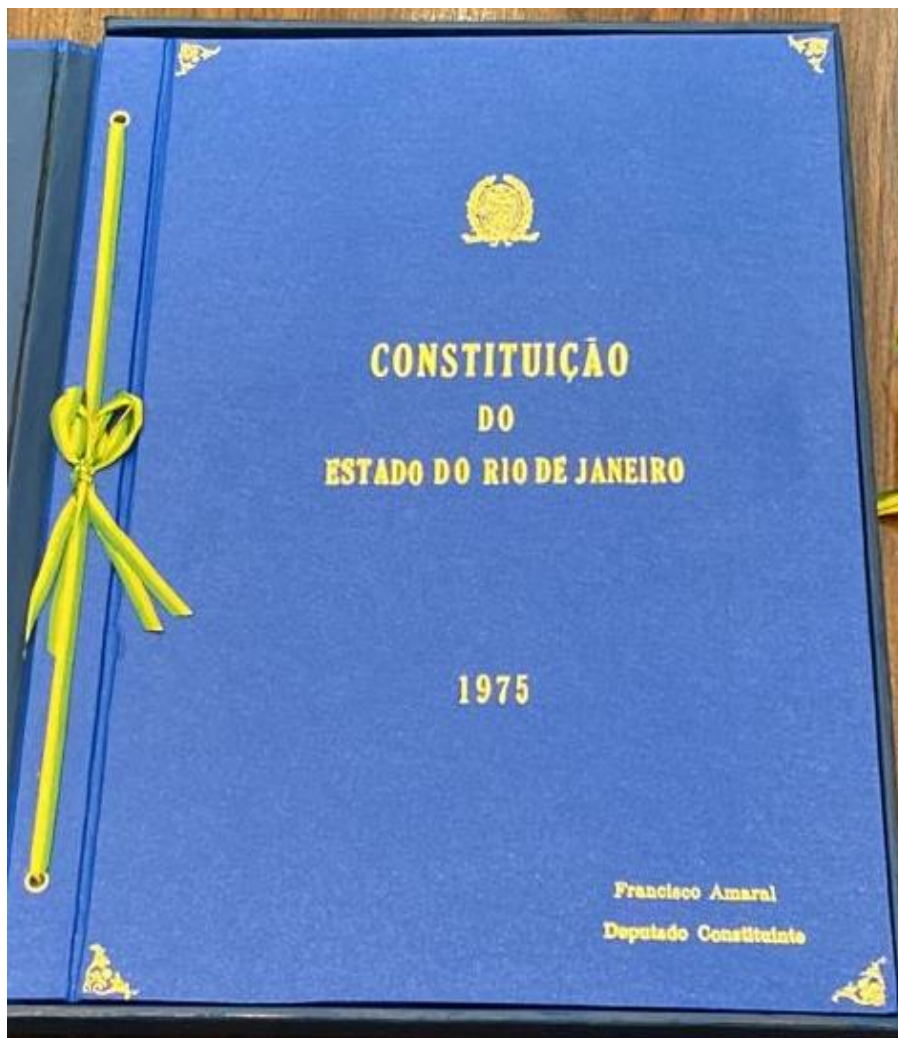 CONSTITUIÇÃO
DO
ESTADO DO RIO DE JANEIRO
1975
Francisco Amaral
Deputado Constituinte